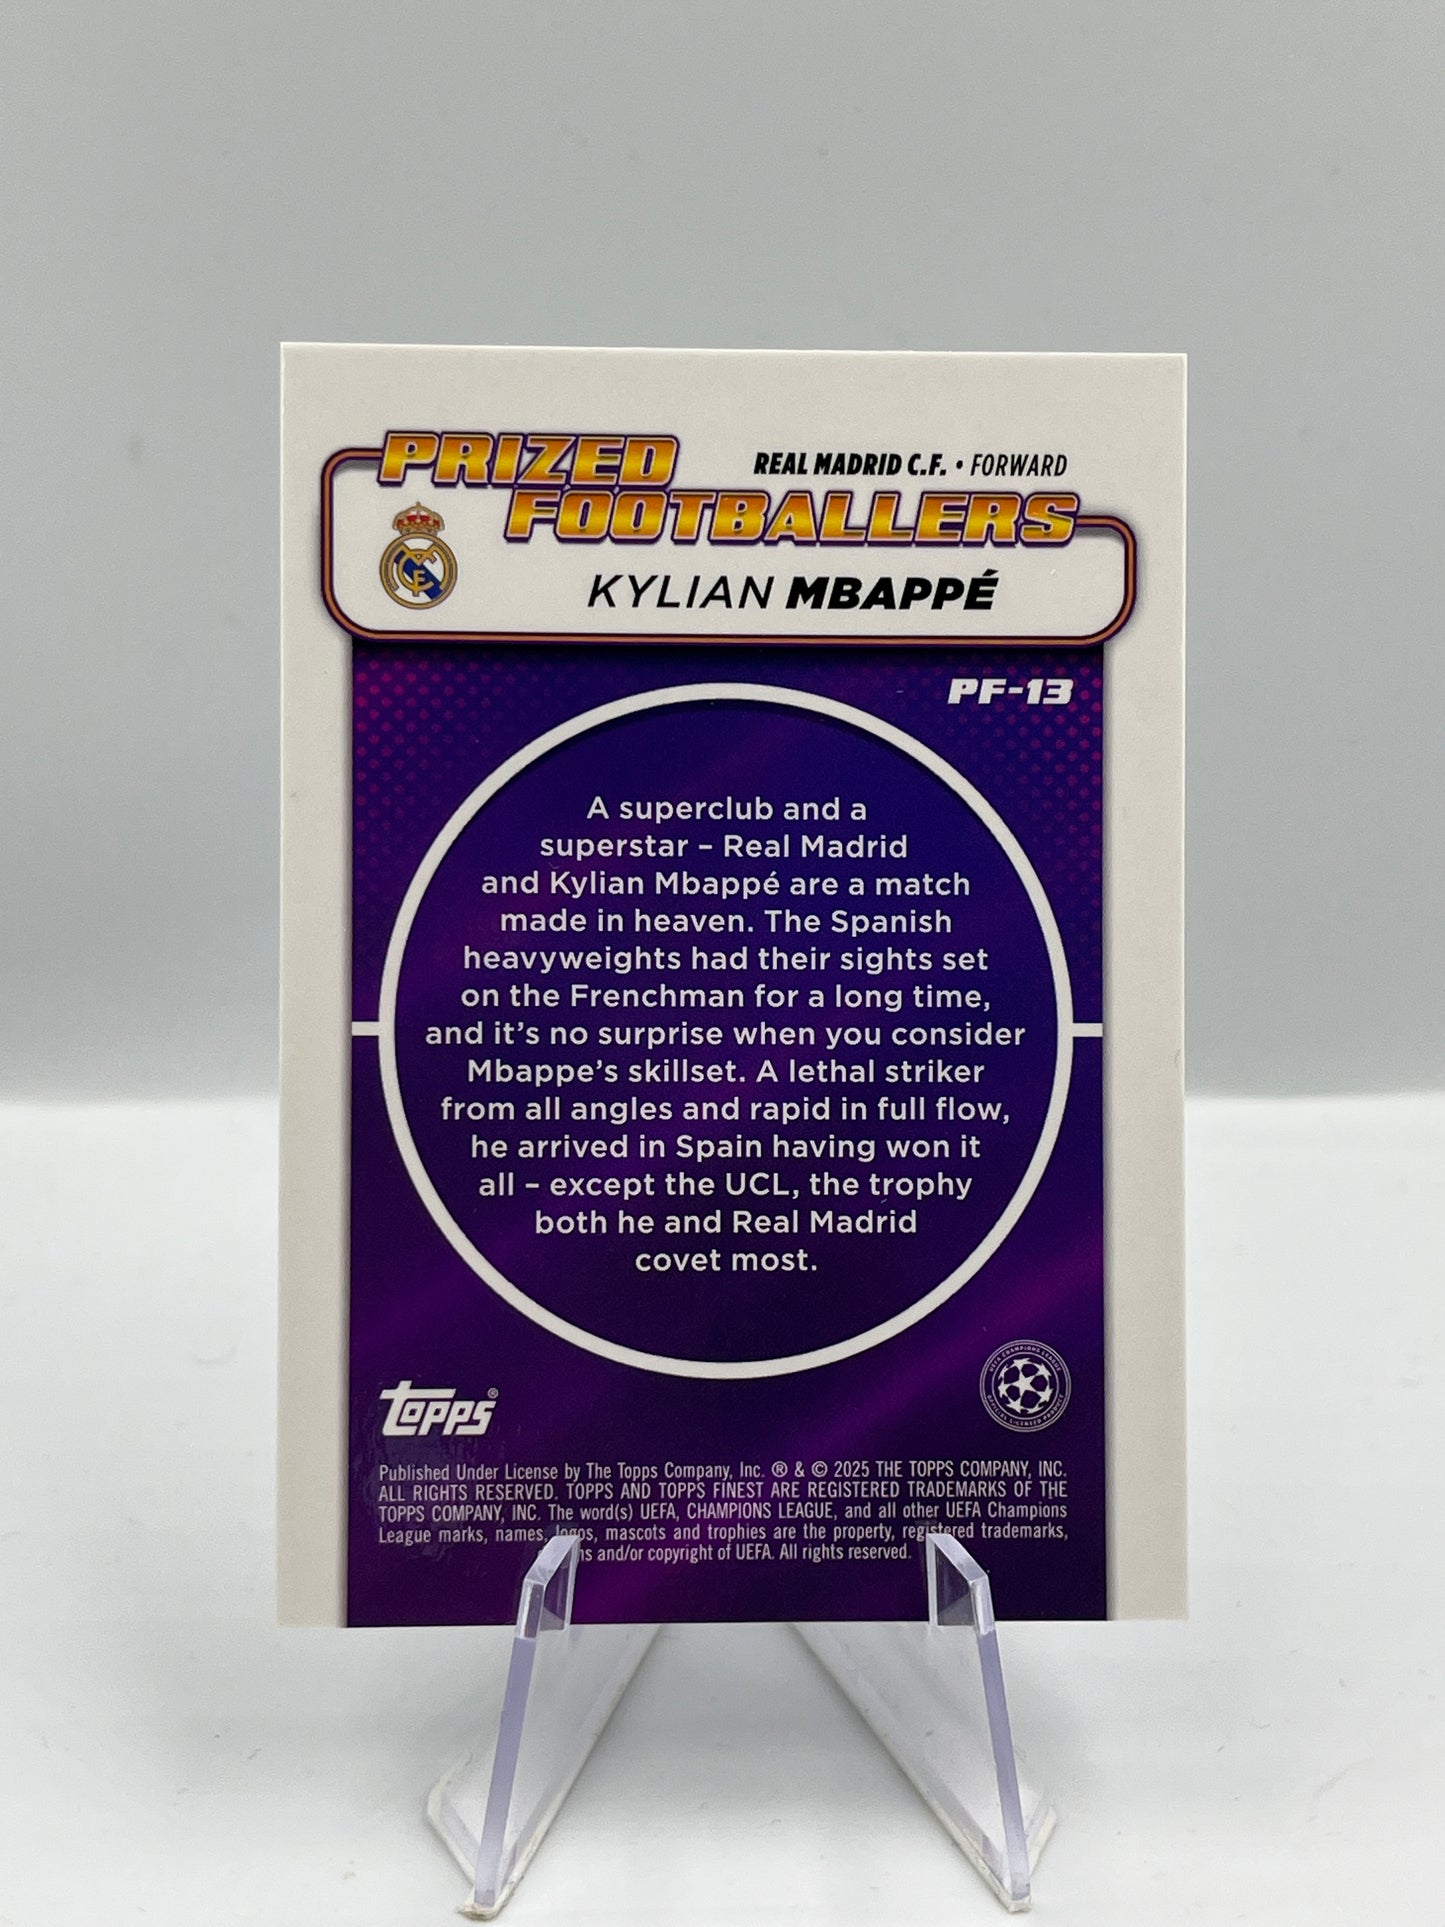 PRIZED
REAL MADRID C.F. • FORWARD
FOOTBALLERS
KYLIAN MBAPPÉ
PF-13
A superclub and a
superstar – Real Madrid
and Kylian Mbappé are a match
made in heaven. The Spanish
heavyweights had their sights set
on the Frenchman for a long time,
and it's no surprise when you consider
Mbappe's skillset. A lethal striker
from all angles and rapid in full flow,
he arrived in Spain having won it
all – except the UCL, the trophy
both he and Real Madrid
covet most.
UEFA CHAMPIONS LEAGUE
OFFICIAL LICENSED PRODUCT
topps®
Published Under License by The Topps Company, Inc. ® & © 2025 THE TOPPS COMPANY, INC.
ALL RIGHTS RESERVED. TOPPS AND TOPPS FINEST ARE REGISTERED TRADEMARKS OF THE
TOPPS COMPANY, INC. The word(s) UEFA, CHAMPIONS LEAGUE, and all other UEFA Champions
League marks, names, logos, mascots and trophies are the property, registered trademarks,
and/or copyright of UEFA. All rights reserved.